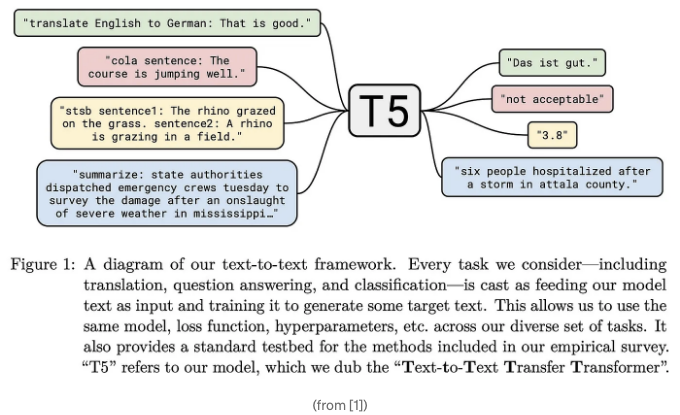 "translate English to German: That is good."
"cola sentence: The
course is jumping well."
"stsb sentence1: The rhino grazed
on the grass. sentence2: A rhino
is grazing in a field."
"summarize: state authorities
dispatched emergency crews tuesday to
survey the damage after an onslaught
of severe weather in mississippi…"
T5
"Das ist gut."
"not acceptable"
"3.8"
"six people hospitalized after
a storm in attala county."
Figure 1: A diagram of our text-to-text framework. Every task we consider—including
translation, question answering, and classification—is cast as feeding our model
text as input and training it to generate some target text. This allows us to use the
same model, loss function, hyperparameters, etc. across our diverse set of tasks. It
also provides a standard testbed for the methods included in our empirical survey.
“T5” refers to our model, which we dub the “Text-to-Text Transfer Transformer”.
(from [1])